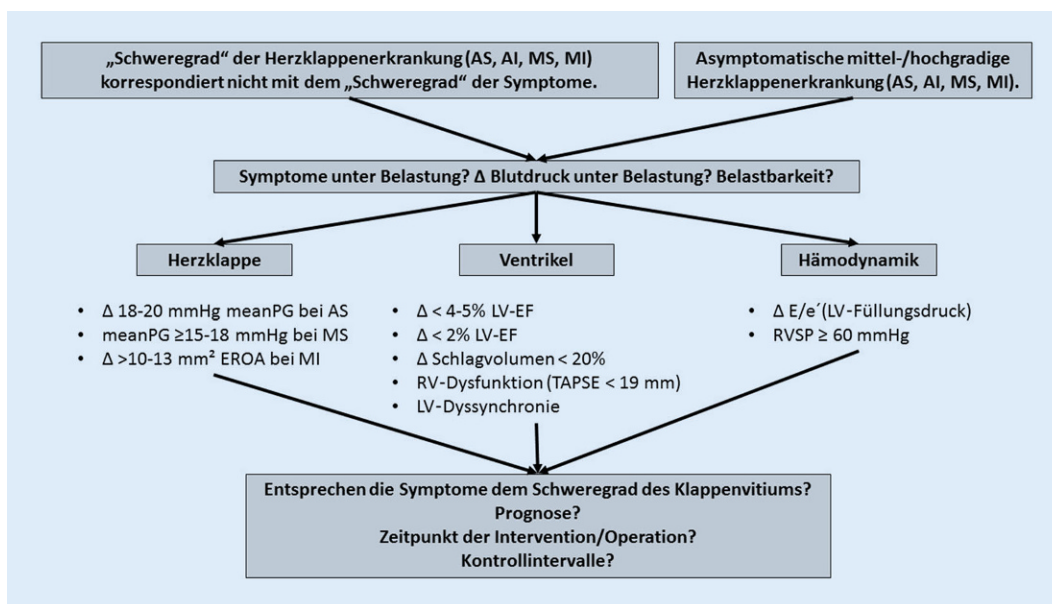 „Schweregrad“ der Herzklappenerkrankung (AS, AI, MS, MI)
korrespondiert nicht mit dem „Schweregrad“ der Symptome.
Asymptomatische mittel-/hochgradige
Herzklappenerkrankung (AS, AI, MS, MI).
Symptome unter Belastung? Δ Blutdruck unter Belastung? Belastbarkeit?
Herzklappe
• Δ 18-20 mmHg meanPG bei AS
• meanPG ≥15-18 mmHg bei MS
• Δ >10-13 mm² EROA bei MI
Ventrikel
• Δ < 4-5% LV-EF
• Δ < 2% LV-EF
• Δ Schlagvolumen < 20%
• RV-Dysfunktion (TAPSE < 19 mm)
• LV-Dyssynchronie
Hämodynamik
• Δ E/e´(LV-Füllungsdruck)
• RVSP ≥ 60 mmHg
Entsprechen die Symptome dem Schweregrad des Klappenvitiums?
Prognose?
Zeitpunkt der Intervention/Operation?
Kontrollintervalle?